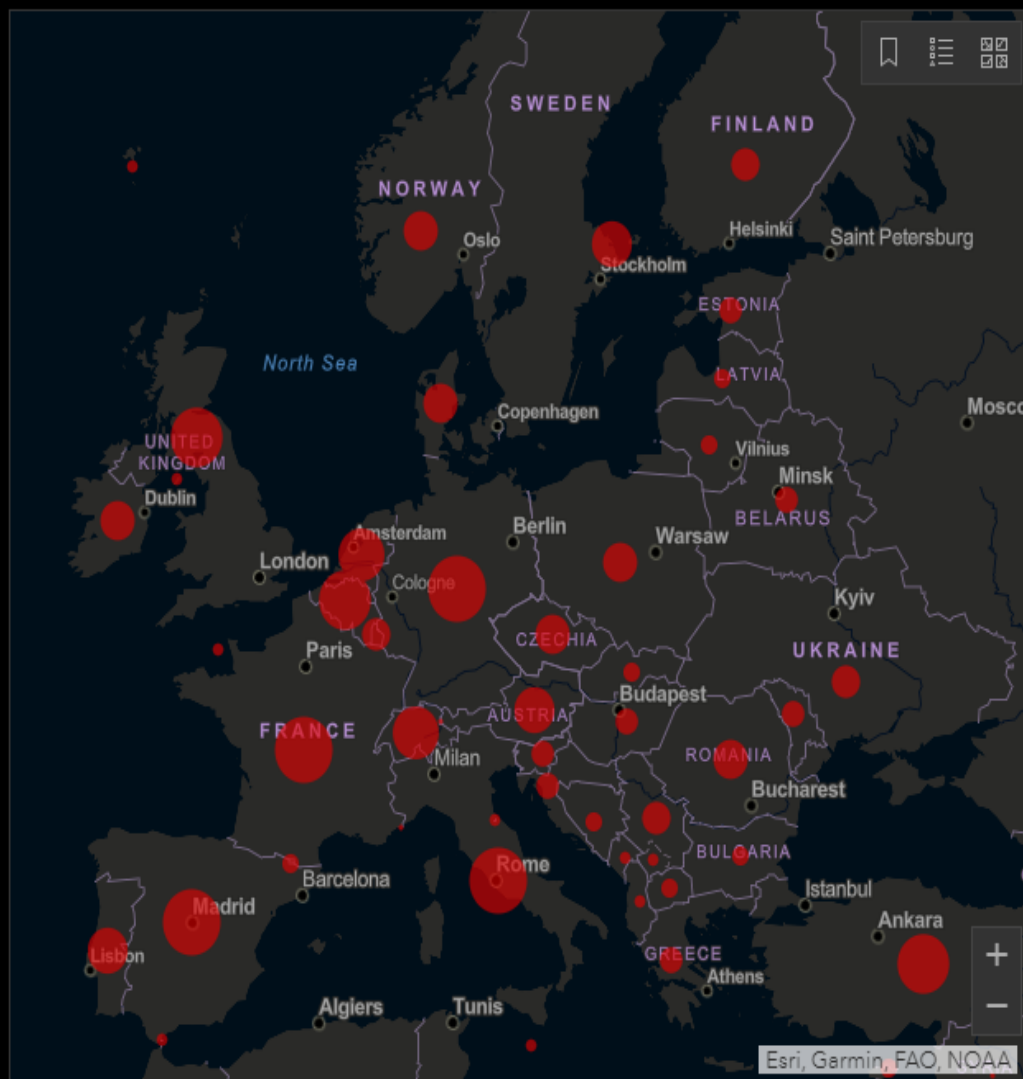 SWEDEN
FINLAND
NORWAY
Oslo
Helsinki
Saint Petersburg
Stockholm
ESTONIA
North Sea
LATVIA
Copenhagen
Mosco
UNITED
KINGDOM
Vilnius
Minsk
Dublin
BELARUS
Amsterdam
Berlin
Warsaw
London
Cologne
Kyiv
CZECHIA
Paris
UKRAINE
Budapest
AUSTRIA
FRANCE
Milan
ROMANIA
Bucharest
BULGARIA
Rome
Barcelona
Istanbul
Madrid
Ankara
Lisbon
GREECE
Athens
Algiers
Tunis
Esri, Garmin, FAO, NOAA